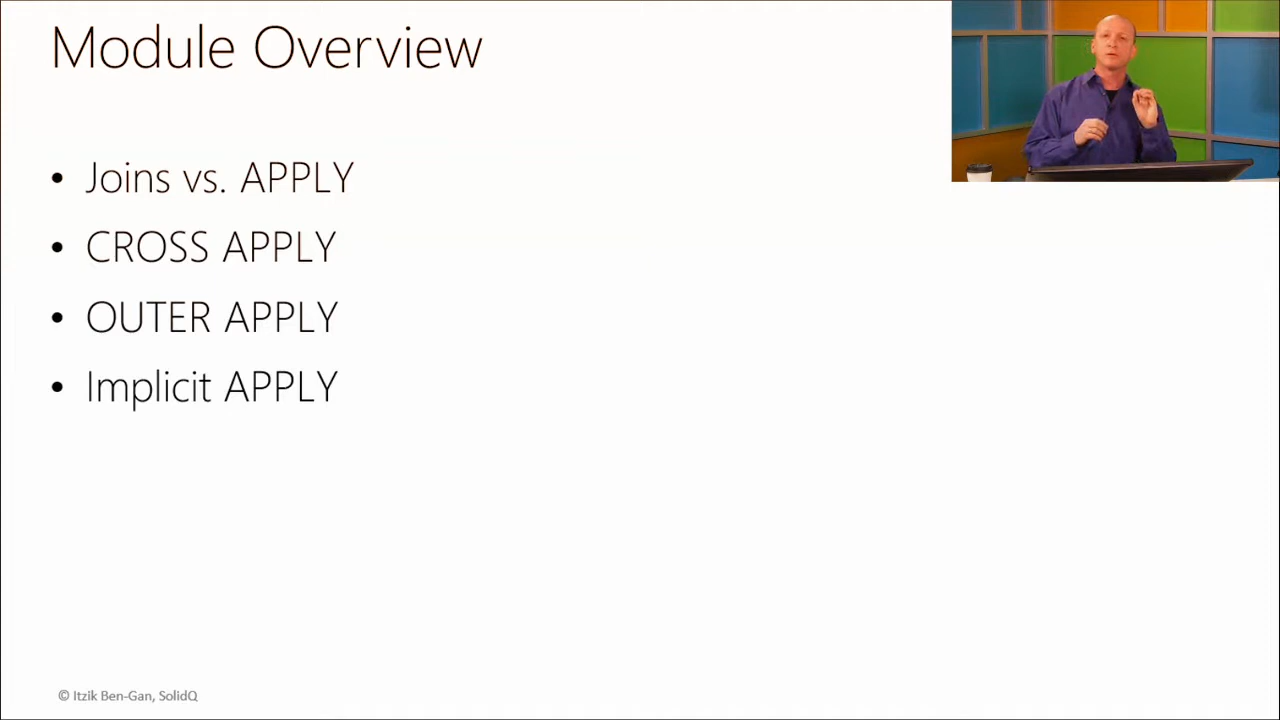 Module Overview
• Joins vs. APPLY
• CROSS APPLY
• OUTER APPLY
• Implicit APPLY
© Itzik Ben-Gan, SolidQ